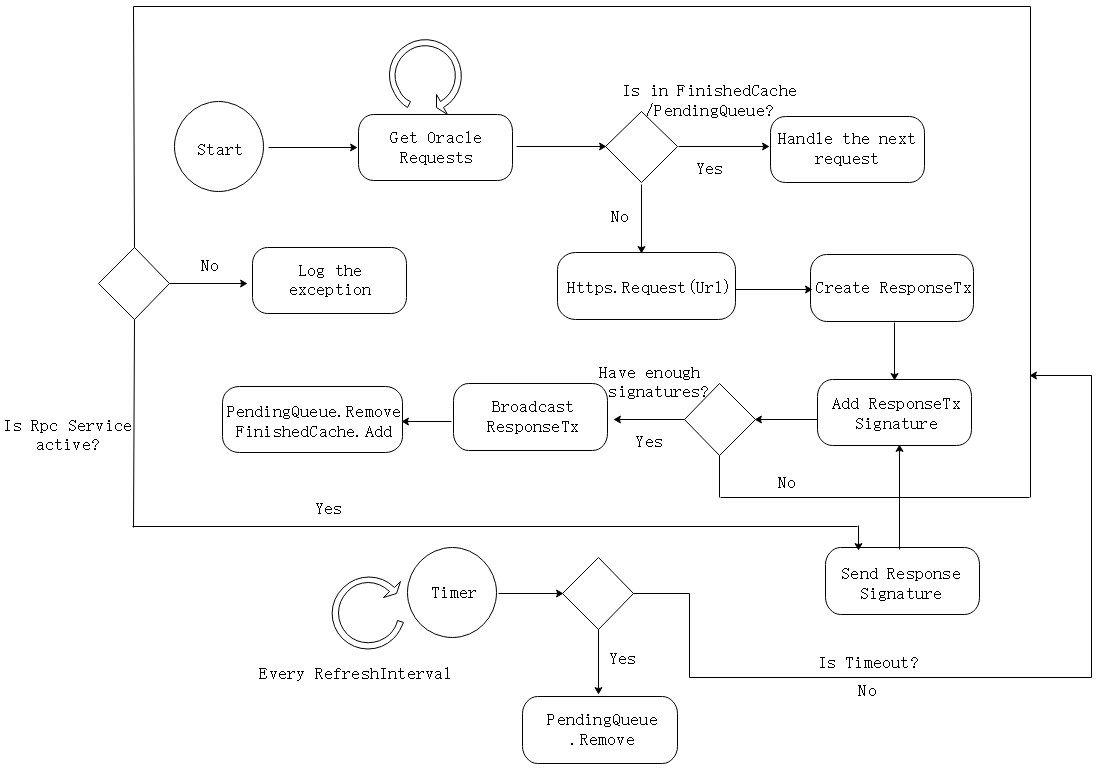 Is in FinishedCache
/PendingQueue?
Start
Get Oracle
Requests
Handle the next
request
Yes
No
No
Log the
exception
Https.Request(Url)
Create ResponseTx
Have enough
signatures?
PendingQueue.Remove
FinishedCache.Add
Broadcast
ResponseTx
Add ResponseTx
Signature
Is Rpc Service
active?
Yes
No
Yes
Send Response
Signature
Timer
Every RefreshInterval
Yes
Is Timeout?
No
PendingQueue
.Remove